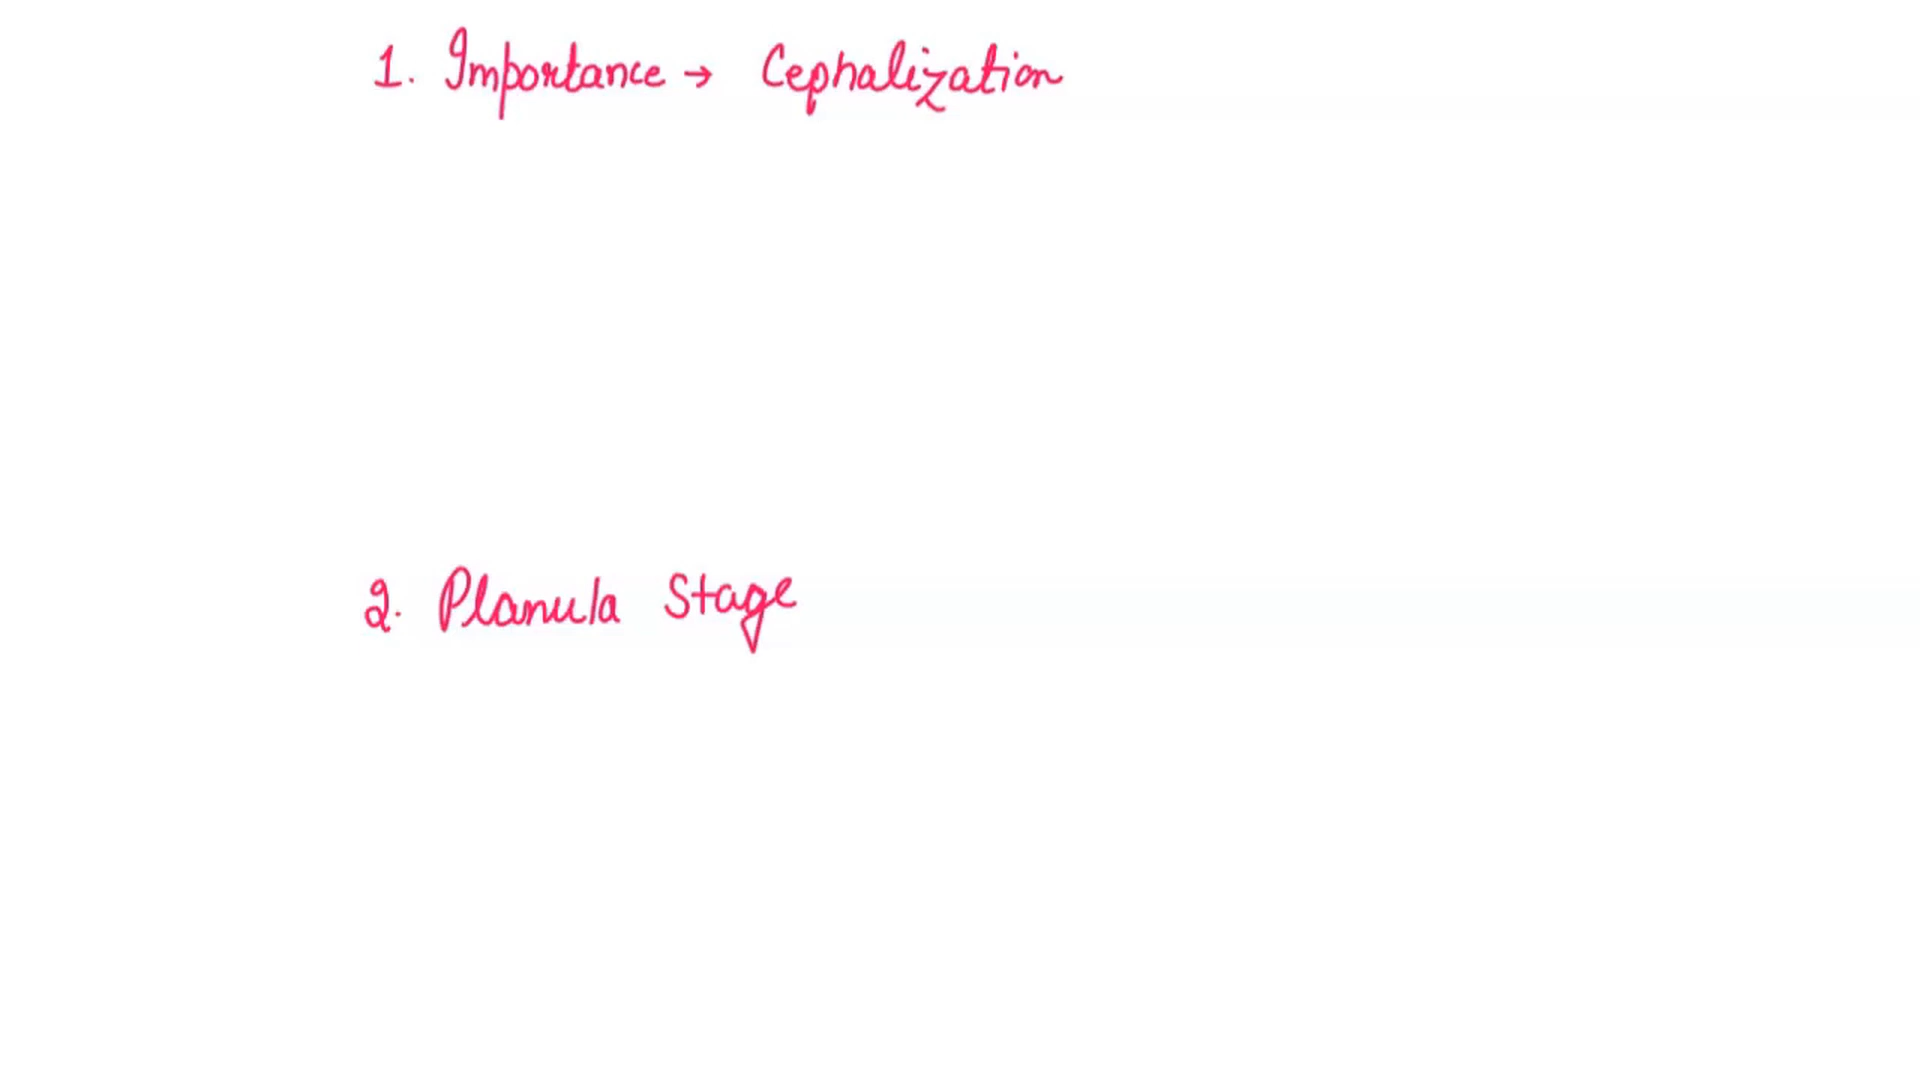 1. Importance → Cephalization
2. Planula Stage